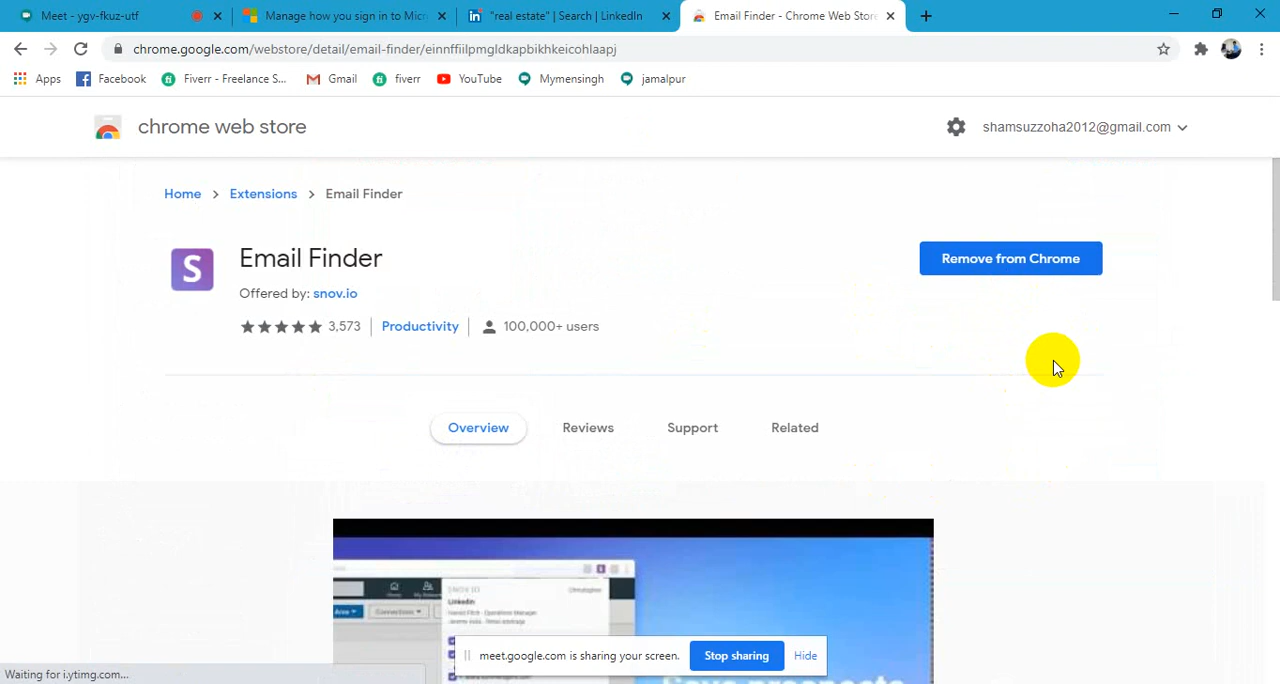 Meet - ygv-fkuz-utf
Manage how you sign in to Micr
"real estate" | Search | LinkedIn
Email Finder - Chrome Web Store
chrome.google.com/webstore/detail/email-finder/einnffiilpmgldkapbikhkeicohlaapj
Apps
Facebook
Fiverr - Freelance S...
Gmail
fiverr
YouTube
Mymensingh
jamalpur
chrome web store
shamsuzzoha2012@gmail.com
Home > Extensions > Email Finder
S
Email Finder
Remove from Chrome
Offered by: snov.io
3,573
Productivity
100,000+ users
Overview
Reviews
Support
Related
LinkedIn
meet.google.com is sharing your screen.
Stop sharing
Hide
Save prospects
Waiting for i.ytimg.com...